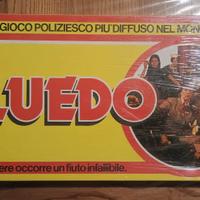 GIOCO POLIZIESCO PIU' DIFFUSO NEL MON
LUEDO
ere occorre un fiuto infallibile.